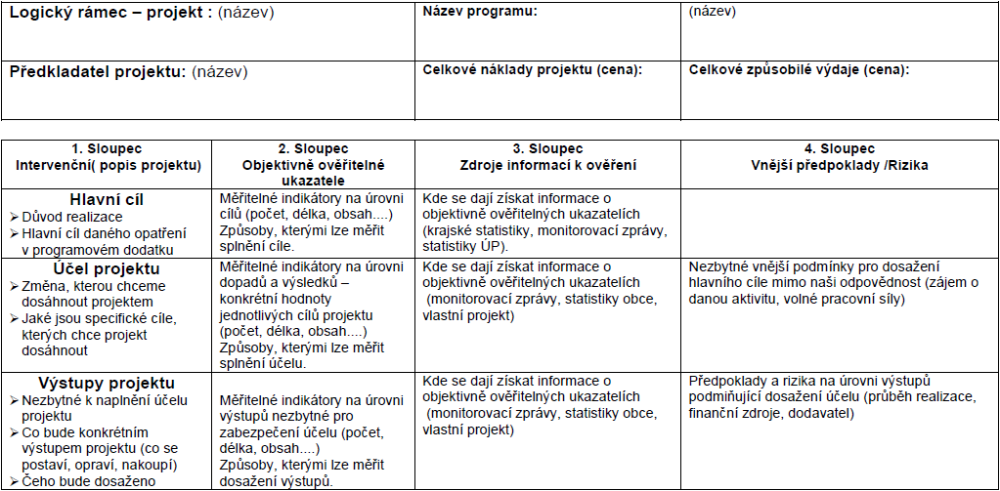 Logický rámec – projekt : (název)
Název programu:
(název)
Předkladatel projektu: (název)
Celkové náklady projektu (cena):
Celkové způsobilé výdaje (cena):
1. Sloupec
Intervenční( popis projektu)
2. Sloupec
Objektivně ověřitelné
ukazatele
3. Sloupec
Zdroje informací k ověření
4. Sloupec
Vnější předpoklady /Rizika
Hlavní cíl
➢ Důvod realizace
➢ Hlavní cíl daného opatření
v programovém dodatku
Měřitelné indikátory na úrovni
cílů (počet, délka, obsah....)
Způsoby, kterými lze měřit
splnění cíle.
Kde se dají získat informace o
objektivně ověřitelných ukazatelích
(krajské statistiky, monitorovací zprávy,
statistiky ÚP).
Účel projektu
➢ Změna, kterou chceme
dosáhnout projektem
➢ Jaké jsou specifické cíle,
kterých chce projekt
dosáhnout
Měřitelné indikátory na úrovni
dopadů a výsledků –
konkrétní hodnoty
jednotlivých cílů projektu
(počet, délka, obsah....)
Způsoby, kterými lze měřit
splnění účelu.
Kde se dají získat informace o
objektivně ověřitelných ukazatelích
(monitorovací zprávy, statistiky obce,
vlastní projekt)
Nezbytné vnější podmínky pro dosažení
hlavního cíle mimo naši odpovědnost (zájem o
danou aktivitu, volné pracovní síly)
Výstupy projektu
➢ Nezbytné k naplnění účelu
projektu
➢ Co bude konkrétním
výstupem projektu (co se
postaví, opraví, nakoupí)
➢ Čeho bude dosaženo
Měřitelné indikátory na úrovni
výstupů nezbytné pro
zabezpečení účelu (počet,
délka, obsah....)
Způsoby, kterými lze měřit
dosažení výstupů.
Kde se dají získat informace o
objektivně ověřitelných ukazatelích
(monitorovací zprávy, statistiky obce,
vlastní projekt)
Předpoklady a rizika na úrovni výstupů
podmiňující dosažení účelu (průběh realizace,
finanční zdroje, dodavatel)